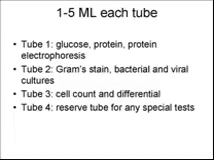 1-5 ML each tube
• Tube 1: glucose, protein, protein
electrophoresis
• Tube 2: Gram's stain, bacterial and viral
cultures
• Tube 3: cell count and differential
• Tube 4: reserve tube for any special tests